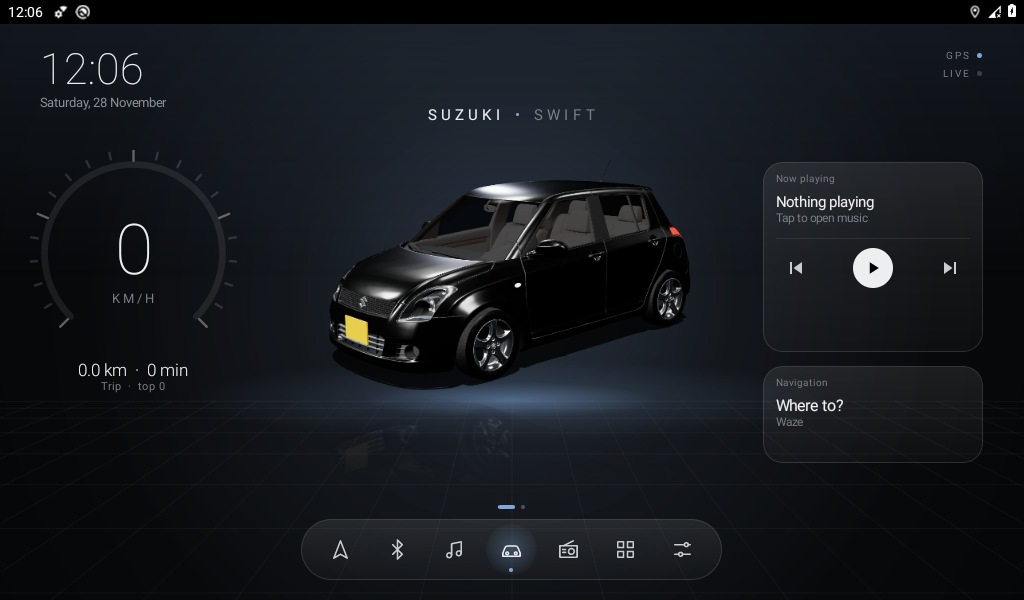 12:06
12:06
Saturday, 28 November
GPS
LIVE
SUZUKI · SWIFT
0
KM/H
0.0 km · 0 min
Trip · top 0
Now playing
Nothing playing
Tap to open music
Navigation
Where to?
Waze